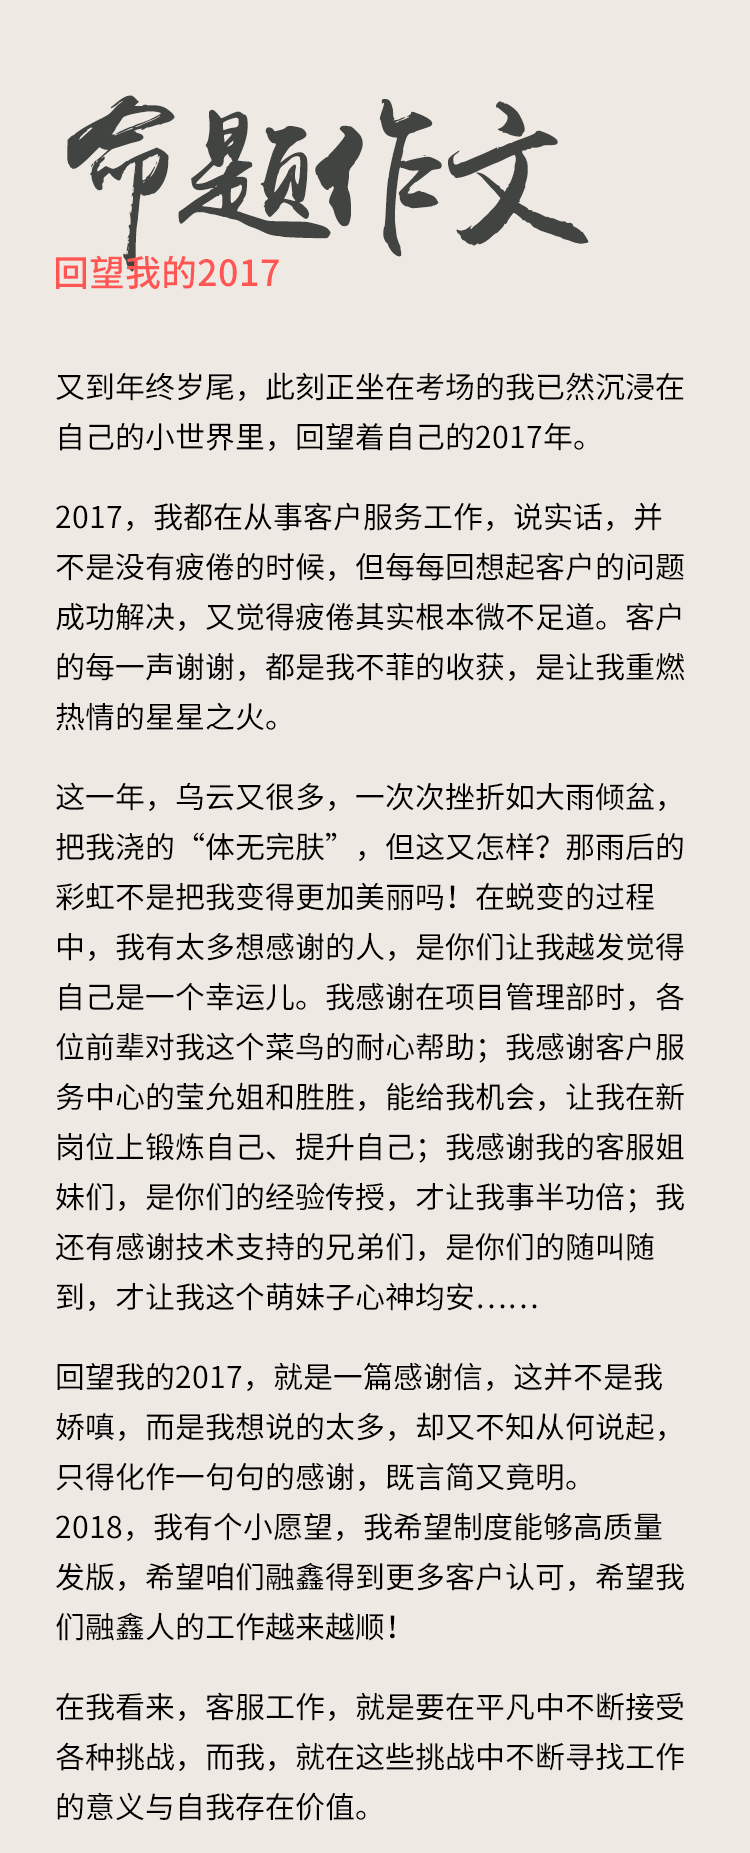 命题作文
回望我的2017
又到年终岁尾，此刻正坐在考场的我已然沉浸在
自己的小世界里，回望着自己的2017年。
2017，我都在从事客户服务工作，说实话，并
不是没有疲倦的时候，但每每回想起客户的问题
成功解决，又觉得疲倦其实根本微不足道。客户
的每一声谢谢，都是我不菲的收获，是让我重燃
热情的星星之火。
这一年，乌云又很多，一次次挫折如大雨倾盆，
把我浇的“体无完肤”，但这又怎样？那雨后的
彩虹不是把我变得更加美丽吗！在蜕变的过程
中，我有太多想感谢的人，是你们让我越发觉得
自己是一个幸运儿。我感谢在项目管理部时，各
位前辈对我这个菜鸟的耐心帮助；我感谢客户服
务中心的莹允姐和胜胜，能给我机会，让我在新
岗位上锻炼自己、提升自己；我感谢我的客服姐
妹们，是你们的经验传授，才让我事半功倍；我
还有感谢技术支持的兄弟们，是你们的随叫随
到，才让我这个萌妹子心神均安……
回望我的2017，就是一篇感谢信，这并不是我
娇嗔，而是我想说的太多，却又不知从何说起，
只得化作一句句的感谢，既言简又竟明。
2018，我有个小愿望，我希望制度能够高质量
发版，希望咱们融鑫得到更多客户认可，希望我
们融鑫人的工作越来越顺！
在我看来，客服工作，就是要在平凡中不断接受
各种挑战，而我，就在这些挑战中不断寻找工作
的意义与自我存在价值。